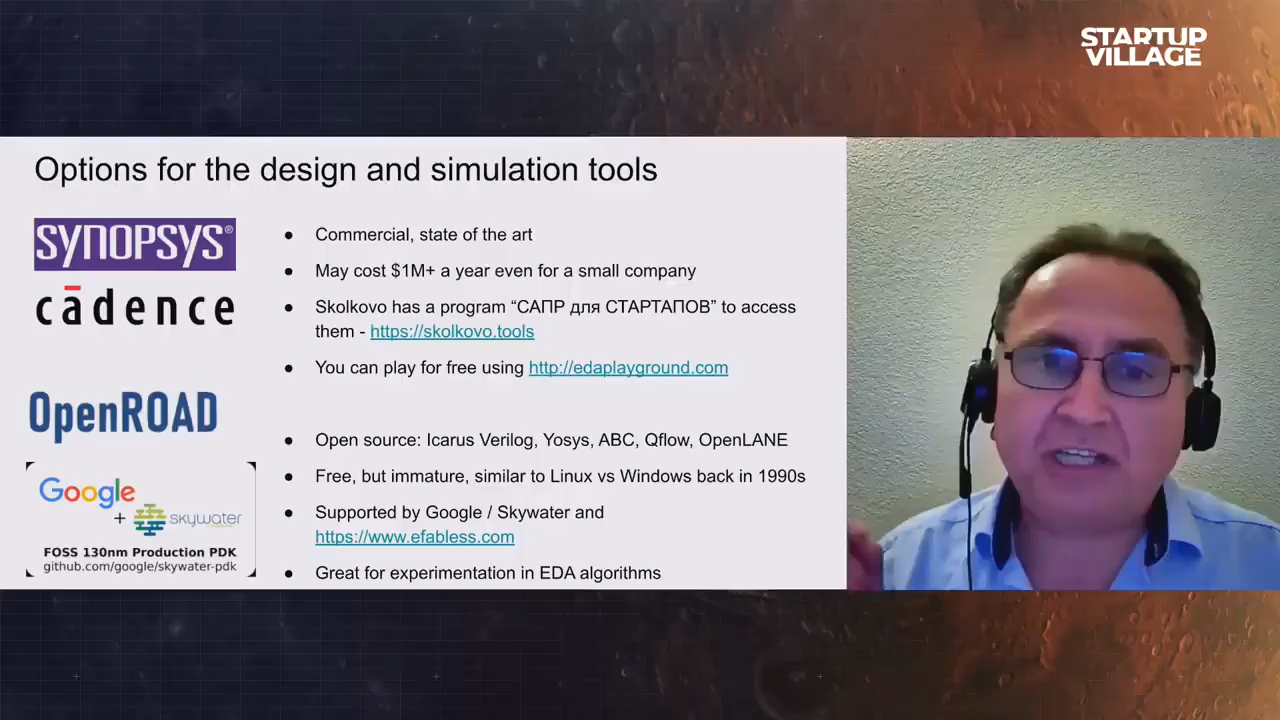 STARTUP
VILLAGE
Options for the design and simulation tools
SYNOPSYS®
cādence
● Commercial, state of the art
● May cost $1M+ a year even for a small company
● Skolkovo has a program “САПР для СТАРТАПОВ” to access
them - https://skolkovo.tools
● You can play for free using http://edaplayground.com
OpenROAD
Google
+ skywater
FOSS 130nm Production PDK
github.com/google/skywater-pdk
● Open source: Icarus Verilog, Yosys, ABC, Qflow, OpenLANE
● Free, but immature, similar to Linux vs Windows back in 1990s
● Supported by Google / Skywater and
https://www.efabless.com
● Great for experimentation in EDA algorithms